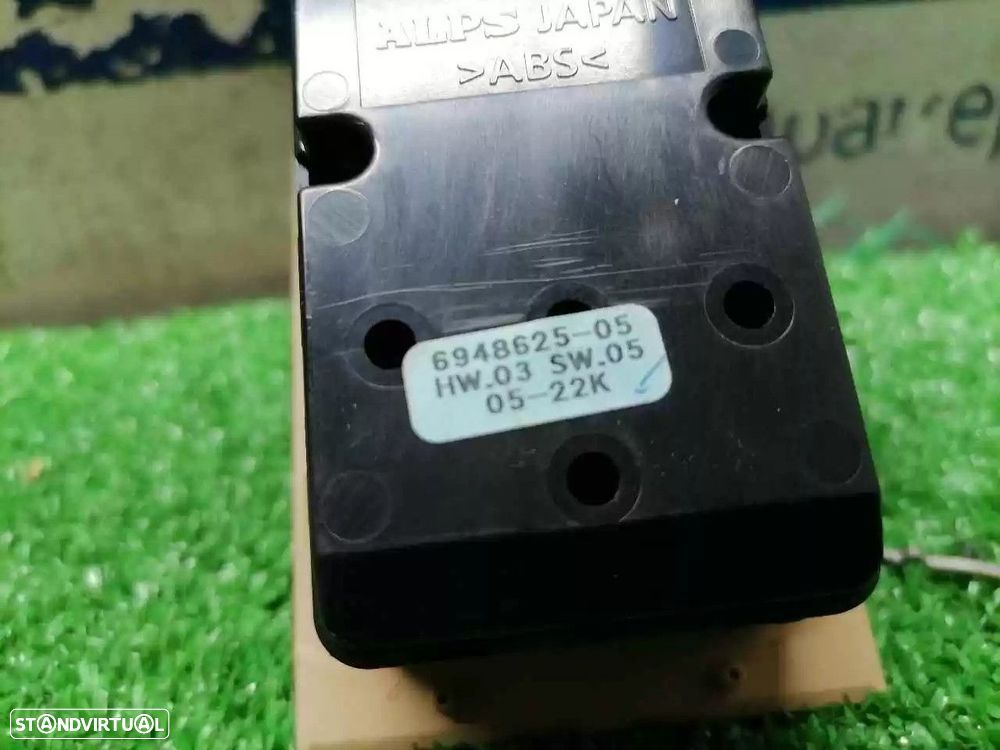 ALPS JAPAN
>ABS<
6948625-05
HW.03 SW.05
05-22K
STANDVIRTUAL